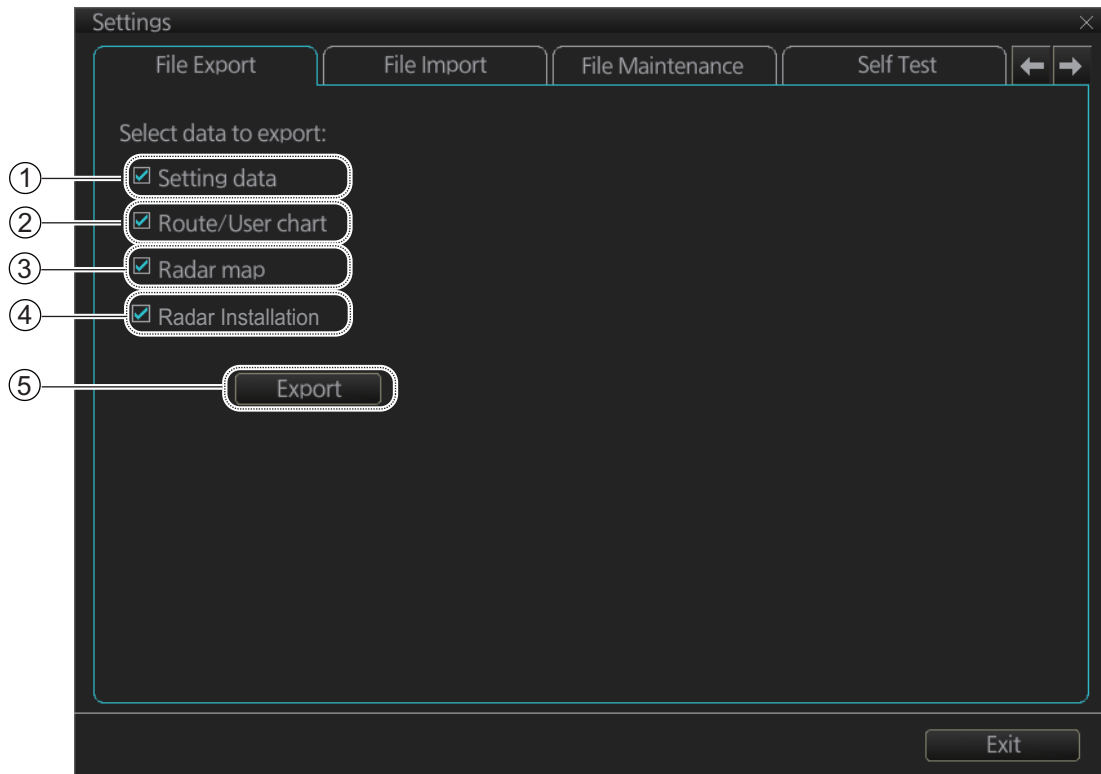 Settings
File Export File Import File Maintenance Self Test
Select data to export:
① Setting data
② Route/User chart
③ Radar map
④ Radar Installation
⑤ Export
Exit